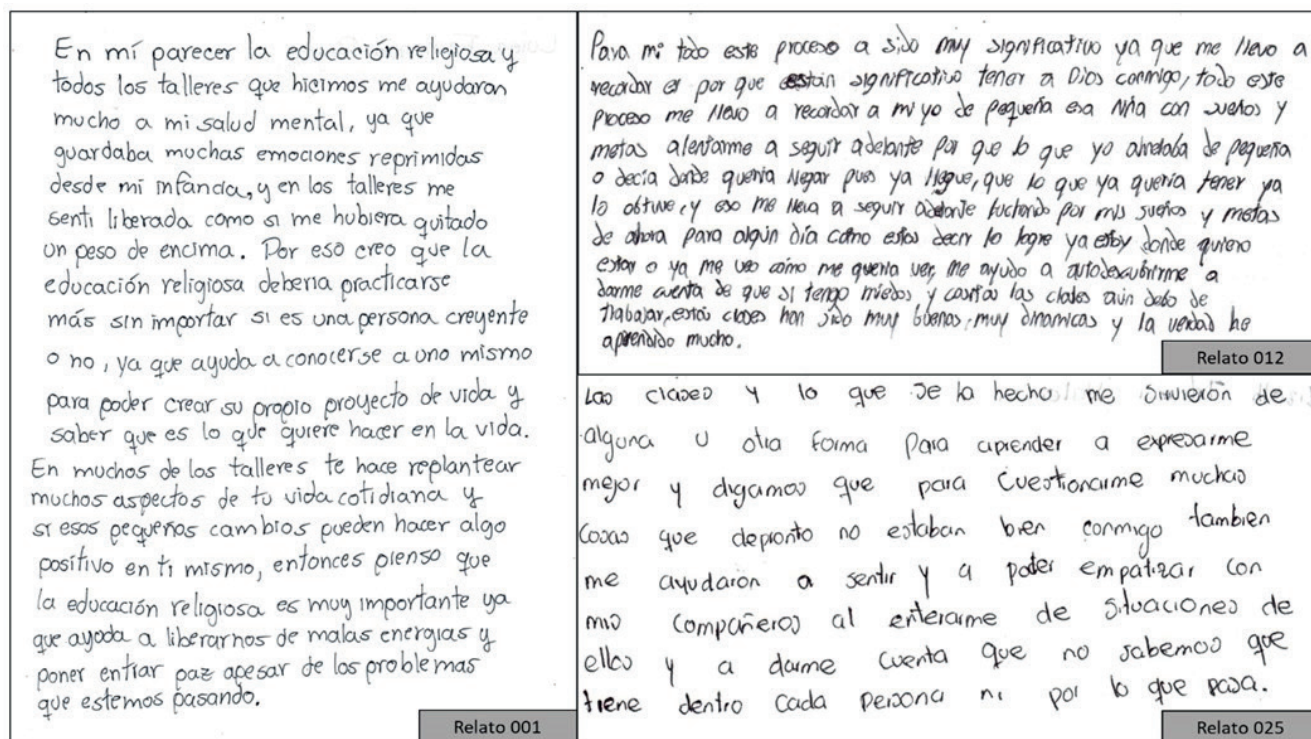 En mí parecer la educación religiosa y
todos los talleres que hicimos me ayudaron
mucho a mi salud mental, ya que
guardaba muchas emociones reprimidas
desde mi infancia, y en los talleres me
senti liberada como si me hubiera quitado
un peso de encima. Por eso creo que la
educación religiosa deberia practicarse
más sin importar si es una persona creyente
o no, ya que ayuda a conocerse a uno mismo
para poder crear su propio proyecto de vida y
saber que es lo que quiere hacer en la vida.
En muchos de los talleres te hace replantear
muchos aspectos de tu vida cotidiana y
si esos pequeños cambios pueden hacer algo
positivo en ti mismo, entonces pienso que
la educación religiosa es muy importante ya
que ayuda a liberarnos de malas energias y
poner entrar paz apesar de los problemas
que estemos pasando.
Relato 001
Para mi todo este proceso a sido muy significativo ya que me llevo a
recordar es por que es tan significativo tener a Dios conmigo, todo este
proceso me llevo a recordar a mi yo de pequeña esa niña con sueños y
metas alentarme a seguir adelante por que lo que yo anhelaba de pequeña
o decia donde queria llegar pues ya llegue, que lo que ya queria tener ya
lo obtuve, y eso me lleva a seguir adelante luchando por mis sueños y metas
de ahora para algún día cómo estos decir lo logre ya estoy donde quiero
estar o ya me veo cómo me queria ver, me ayudo a autodescubrirme a
darme cuenta de que si tengo miedos y las cuales aún debo de
trabajar, estas clases han sido muy buenas, muy dinamicas y la verdad he
aprendido mucho.
Relato 012
Las clases y lo que se ha hecho me sirvierón de
alguna u otra forma para aprender a expresarme
mejor y digamos que para cuestionarme muchas
cosas que depronto no estaban bien conmigo tambien
me ayudarón a sentir y a poder empatizar con
mis compañeros al enterarme de situaciones de
ellos y a darme cuenta que no sabemos que
tiene dentro cada persona ni por lo que pasa.
Relato 025